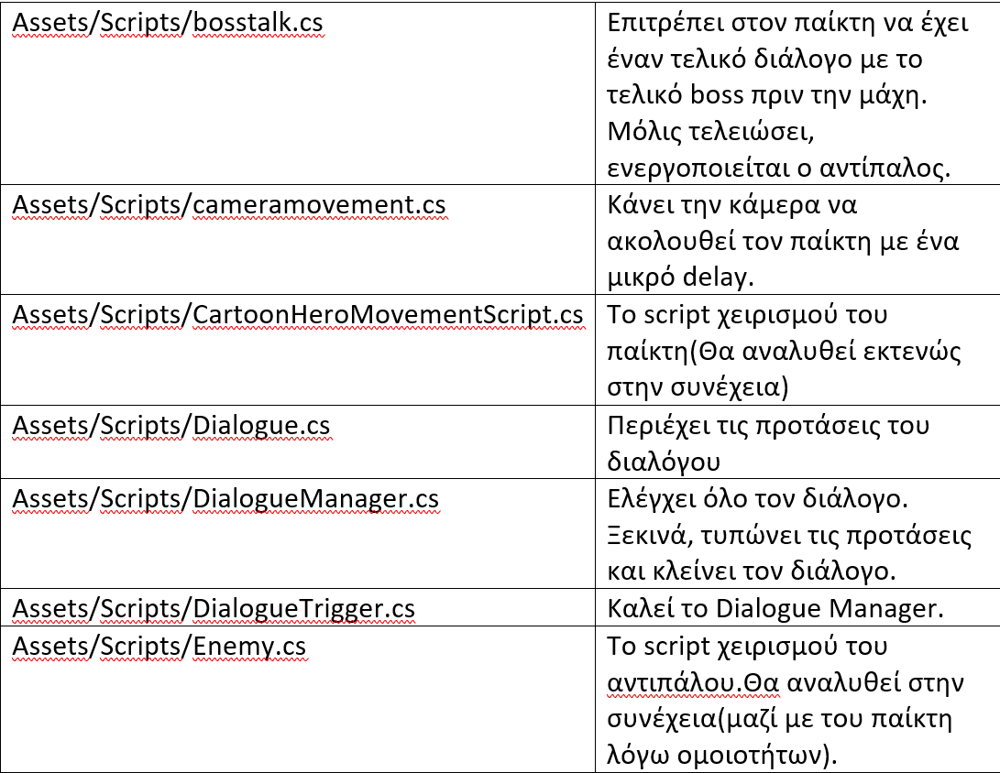 Assets/Scripts/bosstalk.cs
Επιτρέπει στον παίκτη να έχει
έναν τελικό διάλογο με το
τελικό boss πριν την μάχη.
Μόλις τελειώσει,
ενεργοποιείται ο αντίπαλος.
Assets/Scripts/cameramovement.cs
Κάνει την κάμερα να
ακολουθεί τον παίκτη με ένα
μικρό delay.
Assets/Scripts/CartoonHeroMovementScript.cs
Το script χειρισμού του
παίκτη(Θα αναλυθεί εκτενώς
στην συνέχεια)
Assets/Scripts/Dialogue.cs
Περιέχει τις προτάσεις του
διαλόγου
Assets/Scripts/DialogueManager.cs
Ελέγχει όλο τον διάλογο.
Ξεκινά, τυπώνει τις προτάσεις
και κλείνει τον διάλογο.
Assets/Scripts/DialogueTrigger.cs
Καλεί το Dialogue Manager.
Assets/Scripts/Enemy.cs
Το script χειρισμού του
αντιπάλου.Θα αναλυθεί στην
συνέχεια(μαζί με του παίκτη
λόγω ομοιοτήτων).